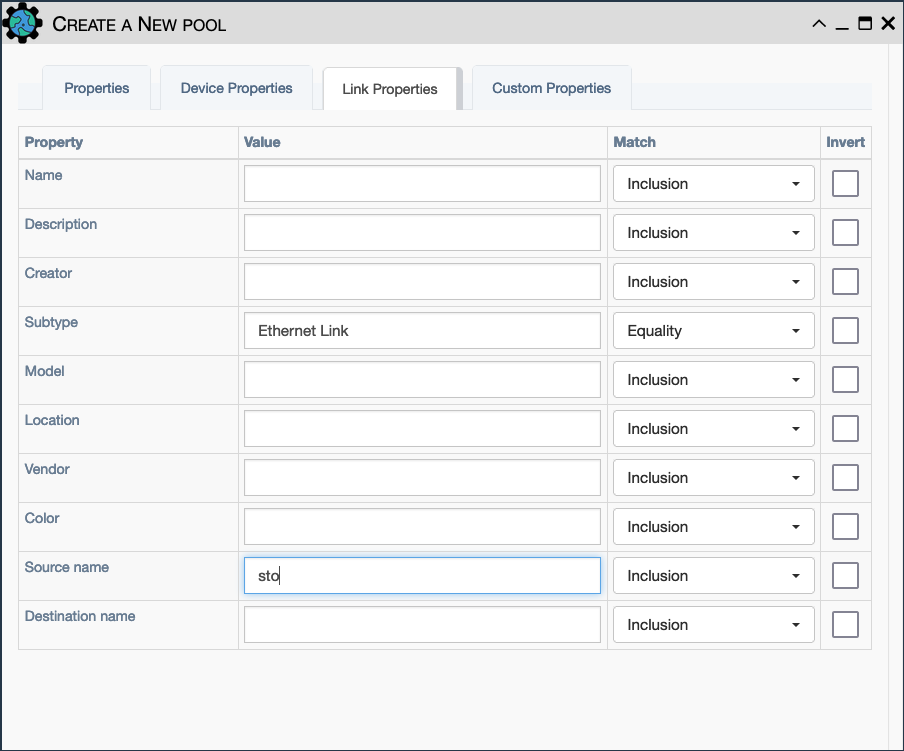 Create a New pool
Properties Device Properties Link Properties Custom Properties
Property Value Match Invert
Name Inclusion
Description Inclusion
Creator Inclusion
Subtype Ethernet Link Equality
Model Inclusion
Location Inclusion
Vendor Inclusion
Color Inclusion
Source name sto Inclusion
Destination name Inclusion